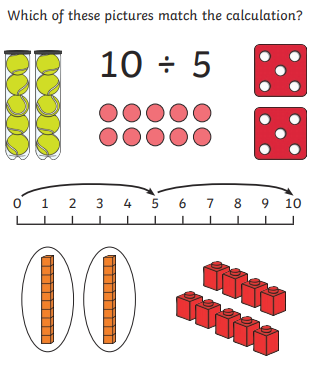 Which of these pictures match the calculation?
10 ÷ 5
0 1 2 3 4 5 6 7 8 9 10